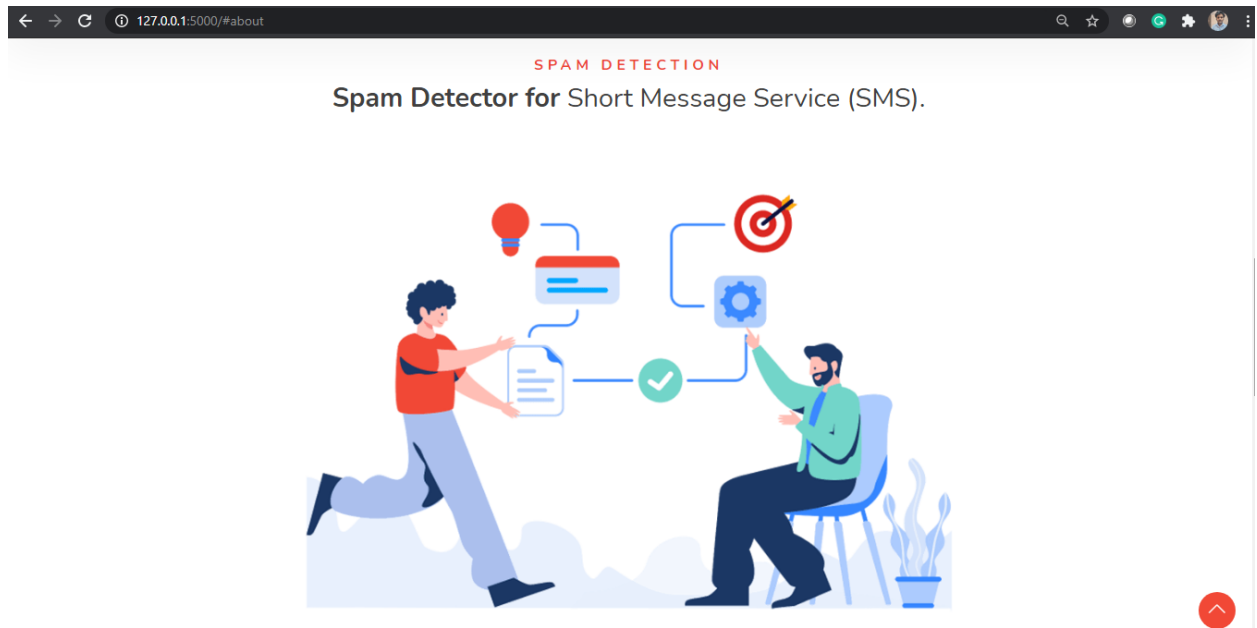 127.0.0.1:5000/#about
SPAM DETECTION
Spam Detector for Short Message Service (SMS).